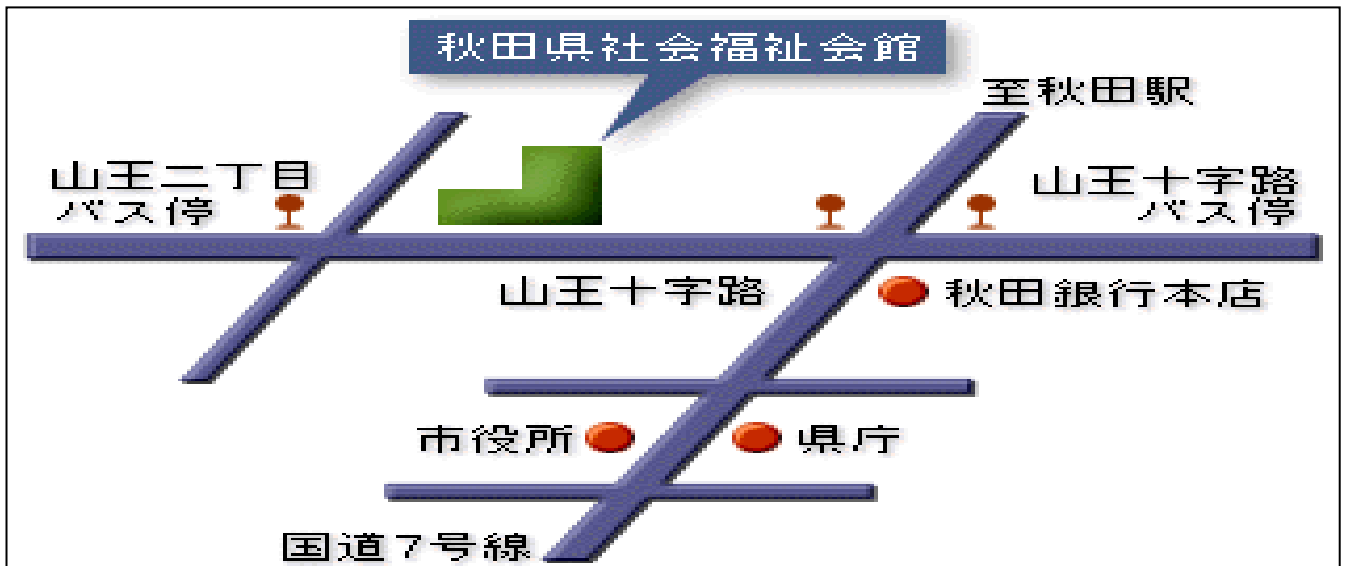 秋田県社会福祉会館
至秋田駅
山王二丁目
バス停
山王十字路
バス停
山王十字路
秋田銀行本店
市役所
県庁
国道7号線